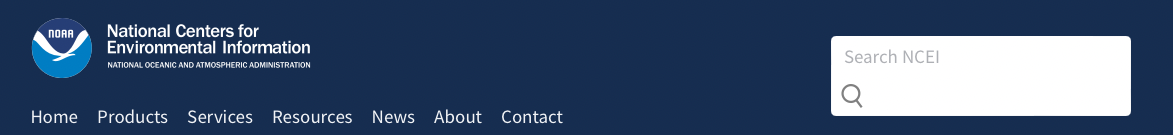 NOAA
National Centers for
Environmental Information
NATIONAL OCEANIC AND ATMOSPHERIC ADMINISTRATION
Search NCEI
Home Products Services Resources News About Contact